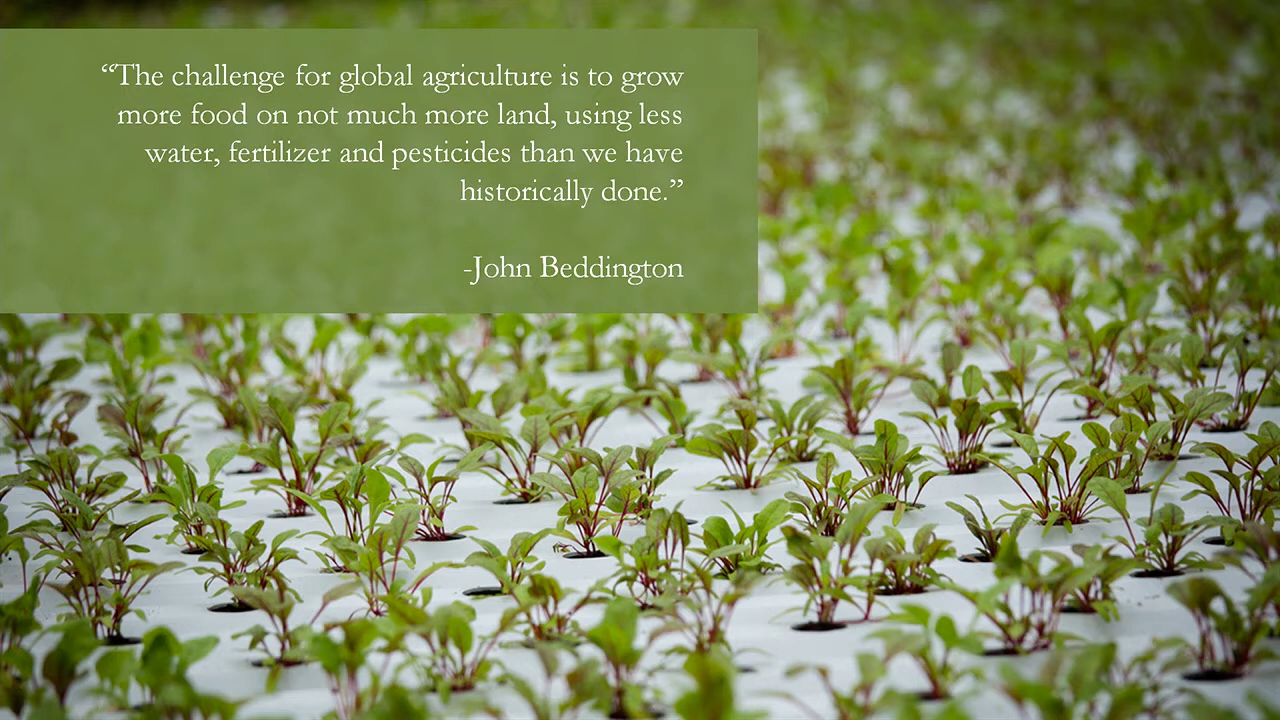 “The challenge for global agriculture is to grow
more food on not much more land, using less
water, fertilizer and pesticides than we have
historically done.”
-John Beddington